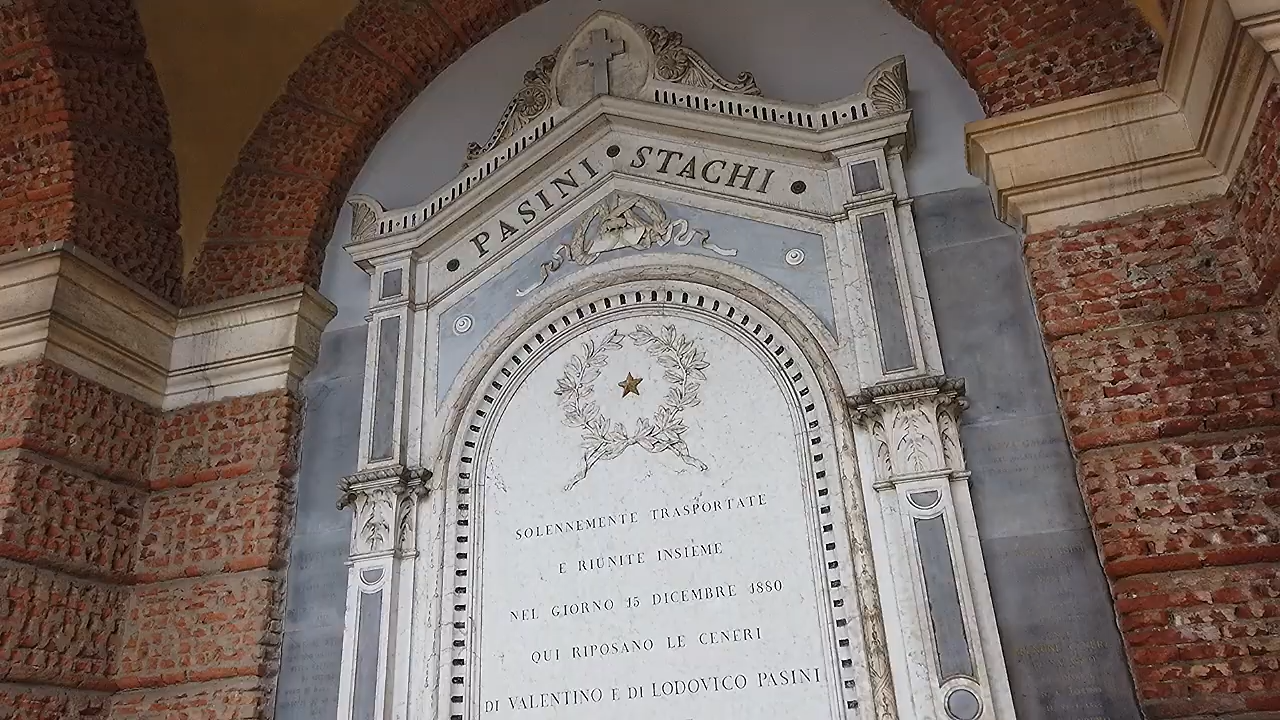 PASINI • STACHI
SOLENNEMENTE TRASPORTATE
E RIUNITE INSIEME
NEL GIORNO 15 DICEMBRE 1880
QUI RIPOSANO LE CENERI
DI VALENTINO E DI LODOVICO PASINI